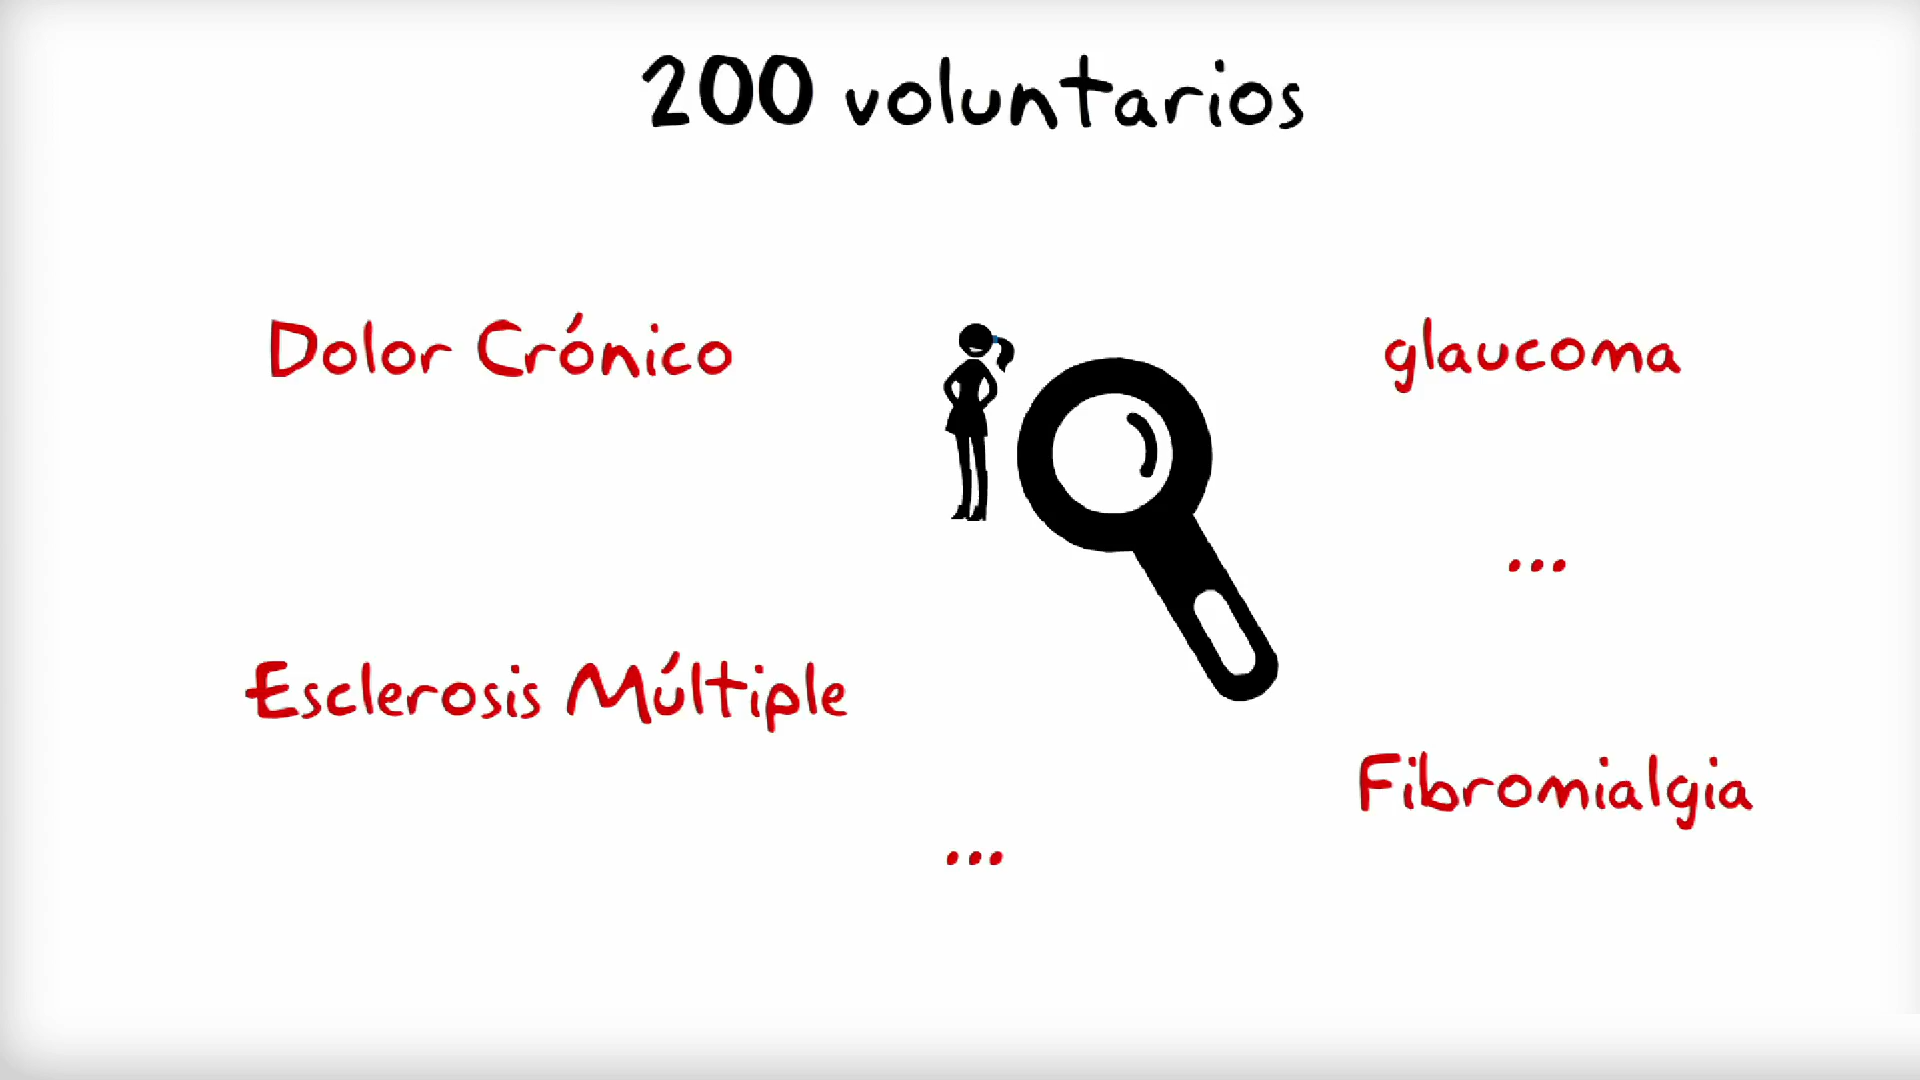 200 voluntarios
Dolor Crónico
glaucoma
...
Esclerosis Múltiple
Fibromialgia
...